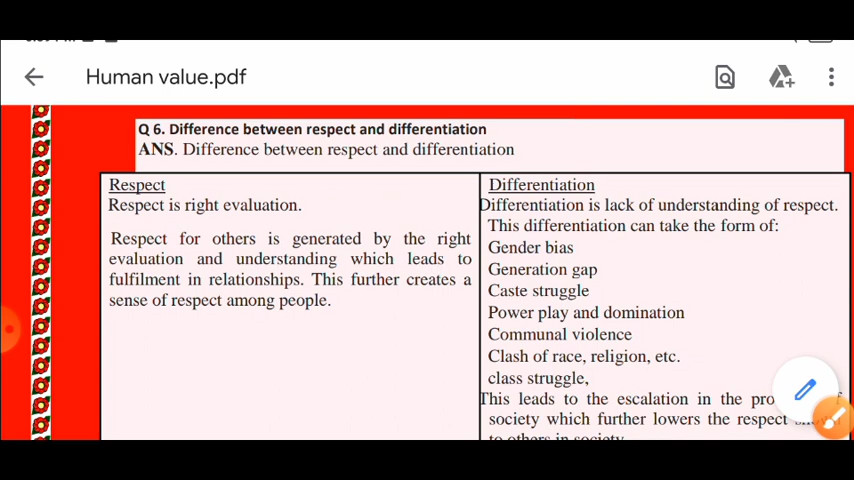 Human value.pdf
Q 6. Difference between respect and differentiation
ANS. Difference between respect and differentiation
Respect
Respect is right evaluation.
Respect for others is generated by the right
evaluation and understanding which leads to
fulfilment in relationships. This further creates a
sense of respect among people.
Differentiation
Differentiation is lack of understanding of respect.
This differentiation can take the form of:
Gender bias
Generation gap
Caste struggle
Power play and domination
Communal violence
Clash of race, religion, etc.
class struggle,
This leads to the escalation in the
society which further lowers the respect
to others in society